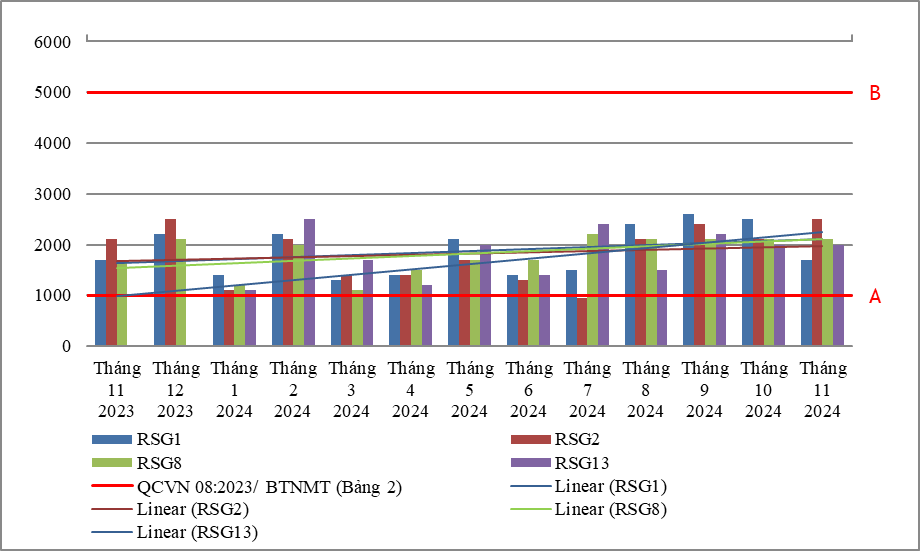 6000
5000
B
4000
3000
2000
1000
A
0
Tháng Tháng Tháng Tháng Tháng Tháng Tháng Tháng Tháng Tháng Tháng Tháng Tháng
11 12 1 2 3 4 5 6 7 8 9 10 11
2023 2023 2024 2024 2024 2024 2024 2024 2024 2024 2024 2024 2024
RSG1 RSG2
RSG8 RSG13
QCVN 08:2023/ BTNMT (Bảng 2) Linear (RSG1)
Linear (RSG2) Linear (RSG8)
Linear (RSG13)